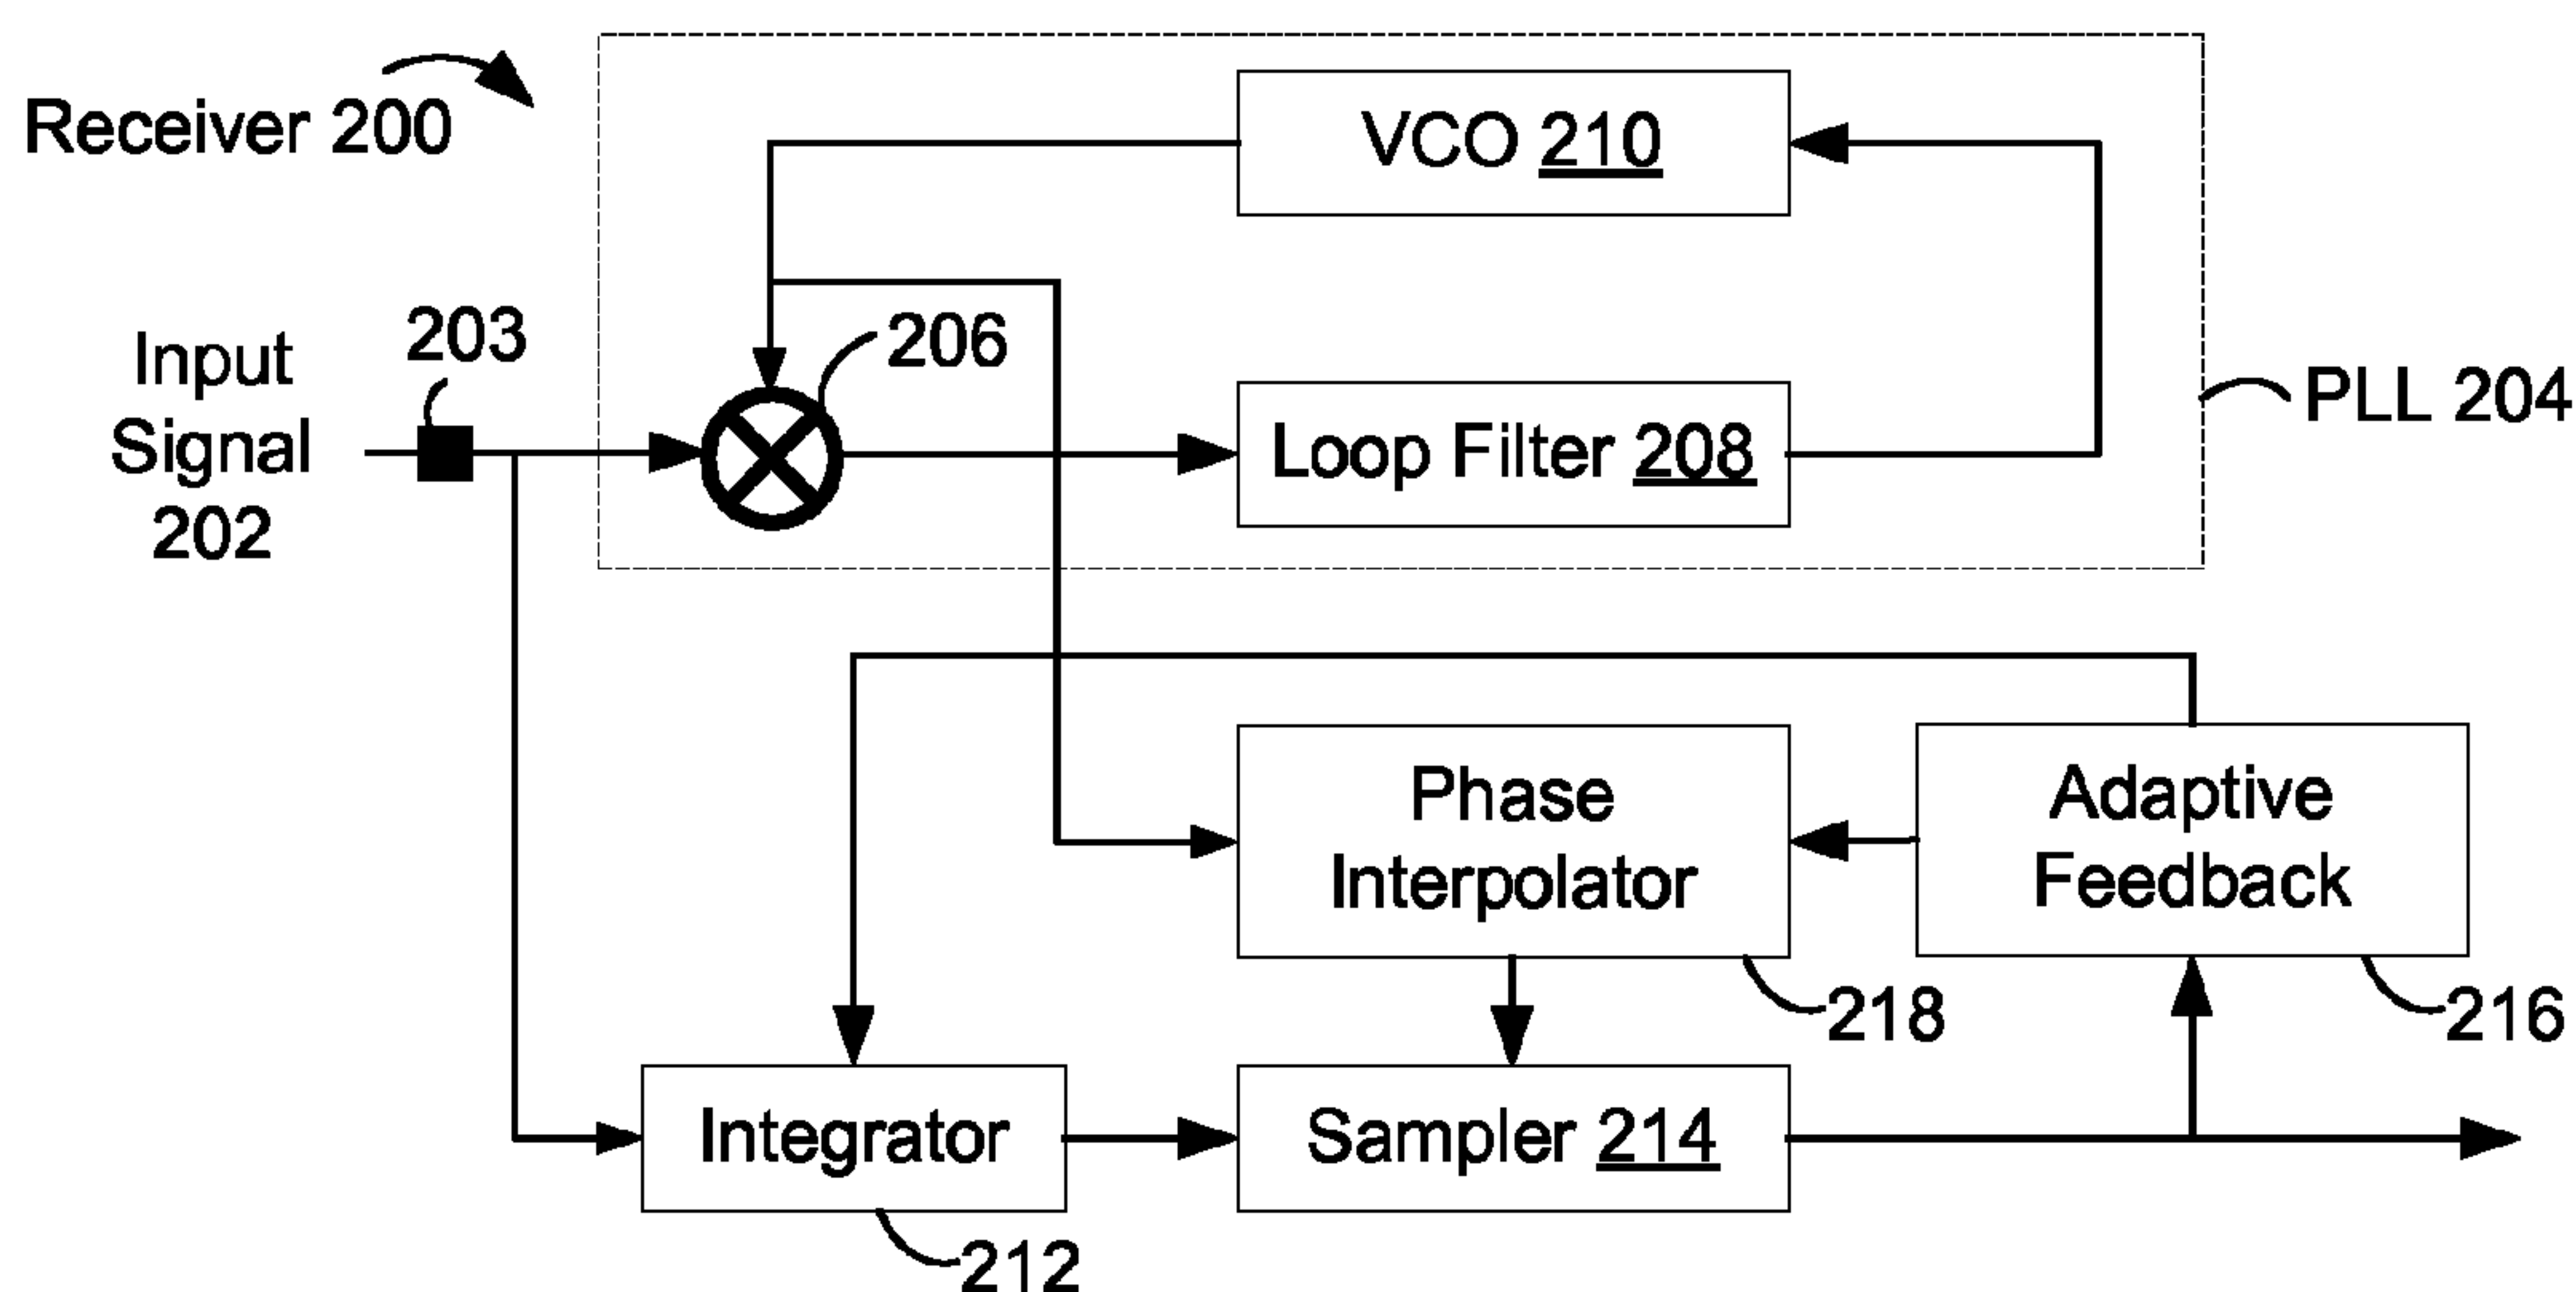 Receiver 200
VCO 210
Input
Signal
202
203
206
Loop Filter 208
PLL 204
Phase
Interpolator
218
Adaptive
Feedback
216
Integrator
212
Sampler 214